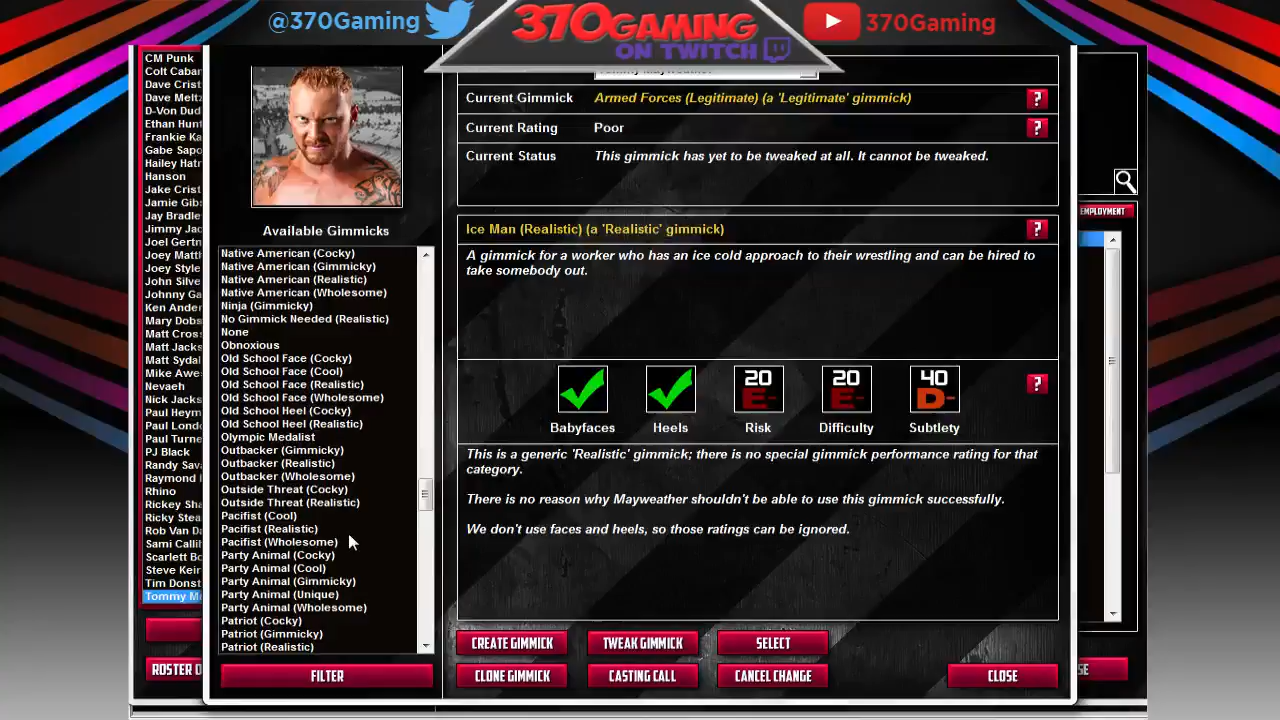 @370Gaming
370GAMING
ON TWITCH
370Gaming
CM Punk
Colt Caba
Dave Crist
Dave Meltz
D-Von Dud
Ethan Hunt
Frankie Ka
Gabe Sapo
Hailey Hatr
Hanson
Jake Crist
Jamie Gib
Jay Bradle
Jimmy Jac
Joel Gertn
Joey Matth
Joey Style
John Silve
Johnny Ga
Ken Ander
Mary Dobs
Matt Cross
Matt Jacks
Matt Sydal
Mike Awes
Nevaeh
Nick Jacks
Paul Heym
Paul Londo
Paul Turne
PJ Black
Randy Sava
Raymond
Rhino
Rickey Sha
Ricky Stea
Rob Van Da
Sami Callih
Scarlett Bo
Steve Kein
Tim Donst
Tommy M
ROSTER O
Available Gimmicks
Native American (Cocky)
Native American (Gimmicky)
Native American (Realistic)
Native American (Wholesome)
Ninja (Gimmicky)
No Gimmick Needed (Realistic)
None
Obnoxious
Old School Face (Cocky)
Old School Face (Cool)
Old School Face (Realistic)
Old School Face (Wholesome)
Old School Heel (Cocky)
Old School Heel (Realistic)
Olympic Medalist
Outbacker (Gimmicky)
Outbacker (Realistic)
Outbacker (Wholesome)
Outside Threat (Cocky)
Outside Threat (Realistic)
Pacifist (Cool)
Pacifist (Realistic)
Pacifist (Wholesome)
Party Animal (Cocky)
Party Animal (Cool)
Party Animal (Gimmicky)
Party Animal (Unique)
Party Animal (Wholesome)
Patriot (Cocky)
Patriot (Gimmicky)
Patriot (Realistic)
FILTER
Current Gimmick Armed Forces (Legitimate) (a 'Legitimate' gimmick) ?
Current Rating Poor ?
Current Status This gimmick has yet to be tweaked at all. It cannot be tweaked.
Ice Man (Realistic) (a 'Realistic' gimmick) ?
A gimmick for a worker who has an ice cold approach to their wrestling and can be hired to
take somebody out.
20 20 40
E- E- D- ?
Babyfaces Heels Risk Difficulty Subtlety
This is a generic 'Realistic' gimmick; there is no special gimmick performance rating for that
category.
There is no reason why Mayweather shouldn't be able to use this gimmick successfully.
We don't use faces and heels, so those ratings can be ignored.
CREATE GIMMICK TWEAK GIMMICK SELECT
CLONE GIMMICK CASTING CALL CANCEL CHANGE CLOSE
EMPLOYMENT
SE